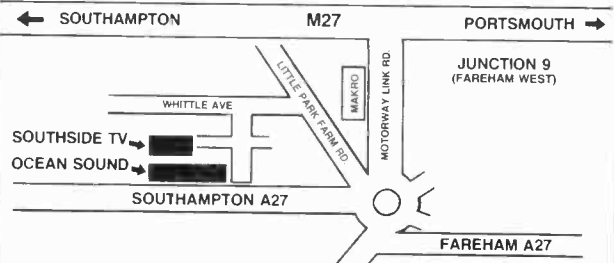 ← SOUTHAMPTON M27 PORTSMOUTH →
JUNCTION 9
(FAREHAM WEST)
LITTLE PARK FARM RD.
MAKRO
MOTORWAY LINK RD.
WHITTLE AVE
SOUTHSIDE TV
OCEAN SOUND
SOUTHAMPTON A27
FAREHAM A27